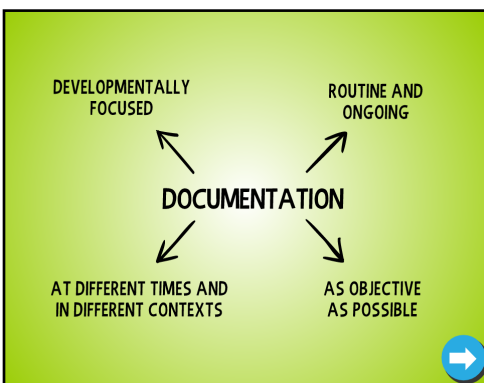 DEVELOPMENTALLY
FOCUSED
ROUTINE AND
ONGOING
DOCUMENTATION
AT DIFFERENT TIMES AND
IN DIFFERENT CONTEXTS
AS OBJECTIVE
AS POSSIBLE